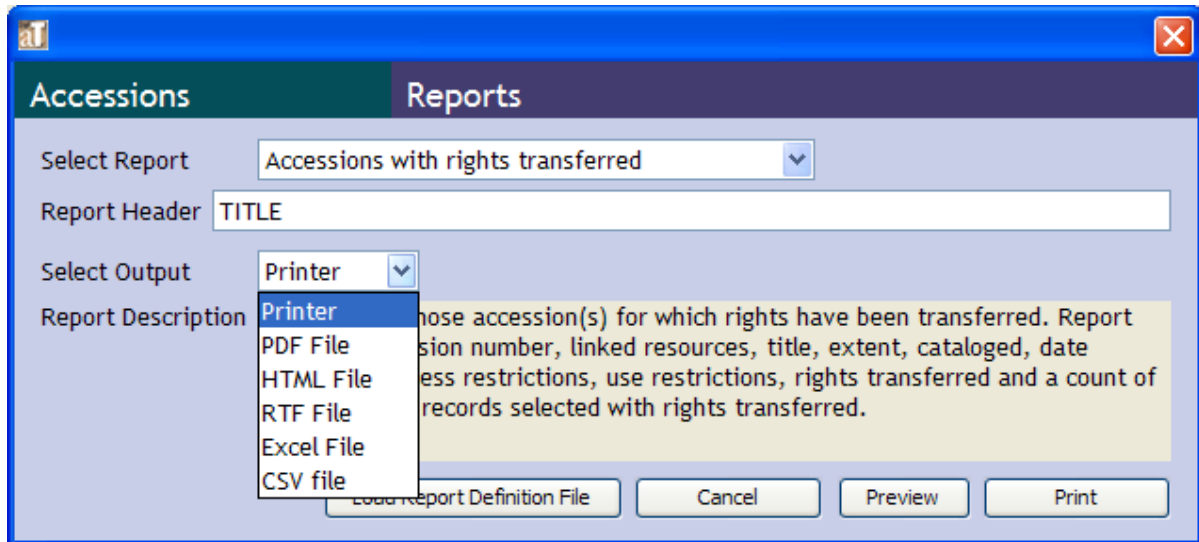 aT
Accessions Reports
Select Report Accessions with rights transferred
Report Header TITLE
Select Output Printer
Report Description
Printer
PDF File
HTML File
RTF File
Excel File
CSV file
hose accession(s) for which rights have been transferred. Report
sion number, linked resources, title, extent, cataloged, date
ess restrictions, use restrictions, rights transferred and a count of
records selected with rights transferred.
Load Report Definition File Cancel Preview Print